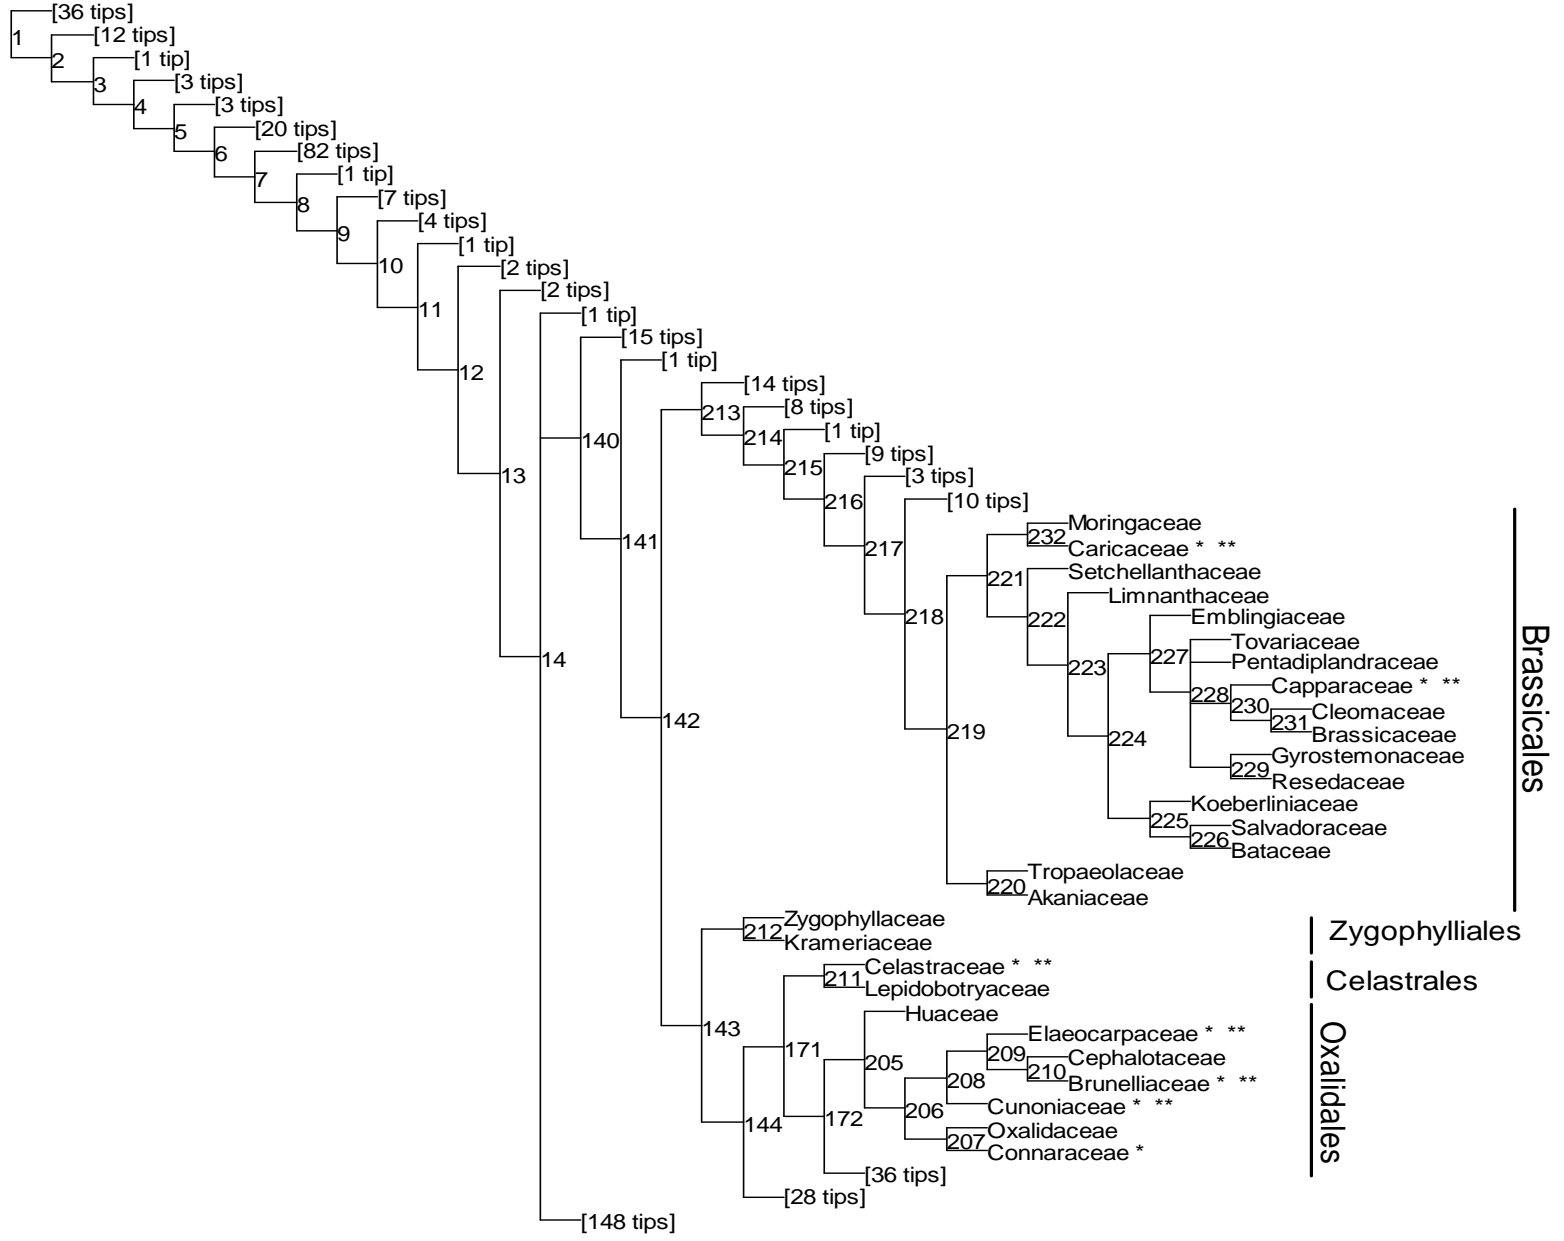 [36 tips]
1
[12 tips]
2
[1 tip]
3
[3 tips]
4
[3 tips]
5
[20 tips]
6
[82 tips]
7
[1 tip]
8
[7 tips]
9
[4 tips]
10
[1 tip]
11
[2 tips]
12
[2 tips]
13
[1 tip]
14
[15 tips]
140
[1 tip]
141
142
[14 tips]
213
[8 tips]
214
[1 tip]
215
[9 tips]
216
[3 tips]
217
[10 tips]
218
219
Moringaceae
232
Caricaceae * **
221
Setchellanthaceae
222
Limnanthaceae
223
Emblingiaceae
227
Tovariaceae
Pentadiplandraceae
228
Capparaceae * **
230
Cleomaceae
231
Brassicaceae
224
Gyrostemonaceae
229
Resedaceae
Koeberliniaceae
225
Salvadoraceae
226
Bataceae
Tropaeolaceae
220
Akaniaceae
Brassicales
Zygophyllaceae
212
Krameriaceae
Zygophylliales
143
Celastraceae * **
211
Lepidobotryaceae
Celastrales
144
171
172
Huaceae
205
Elaeocarpaceae * **
209
Cephalotaceae
210
Brunelliaceae * **
208
Cunoniaceae * **
206
Oxalidaceae
207
Connaraceae *
Oxalidales
[36 tips]
[28 tips]
[148 tips]